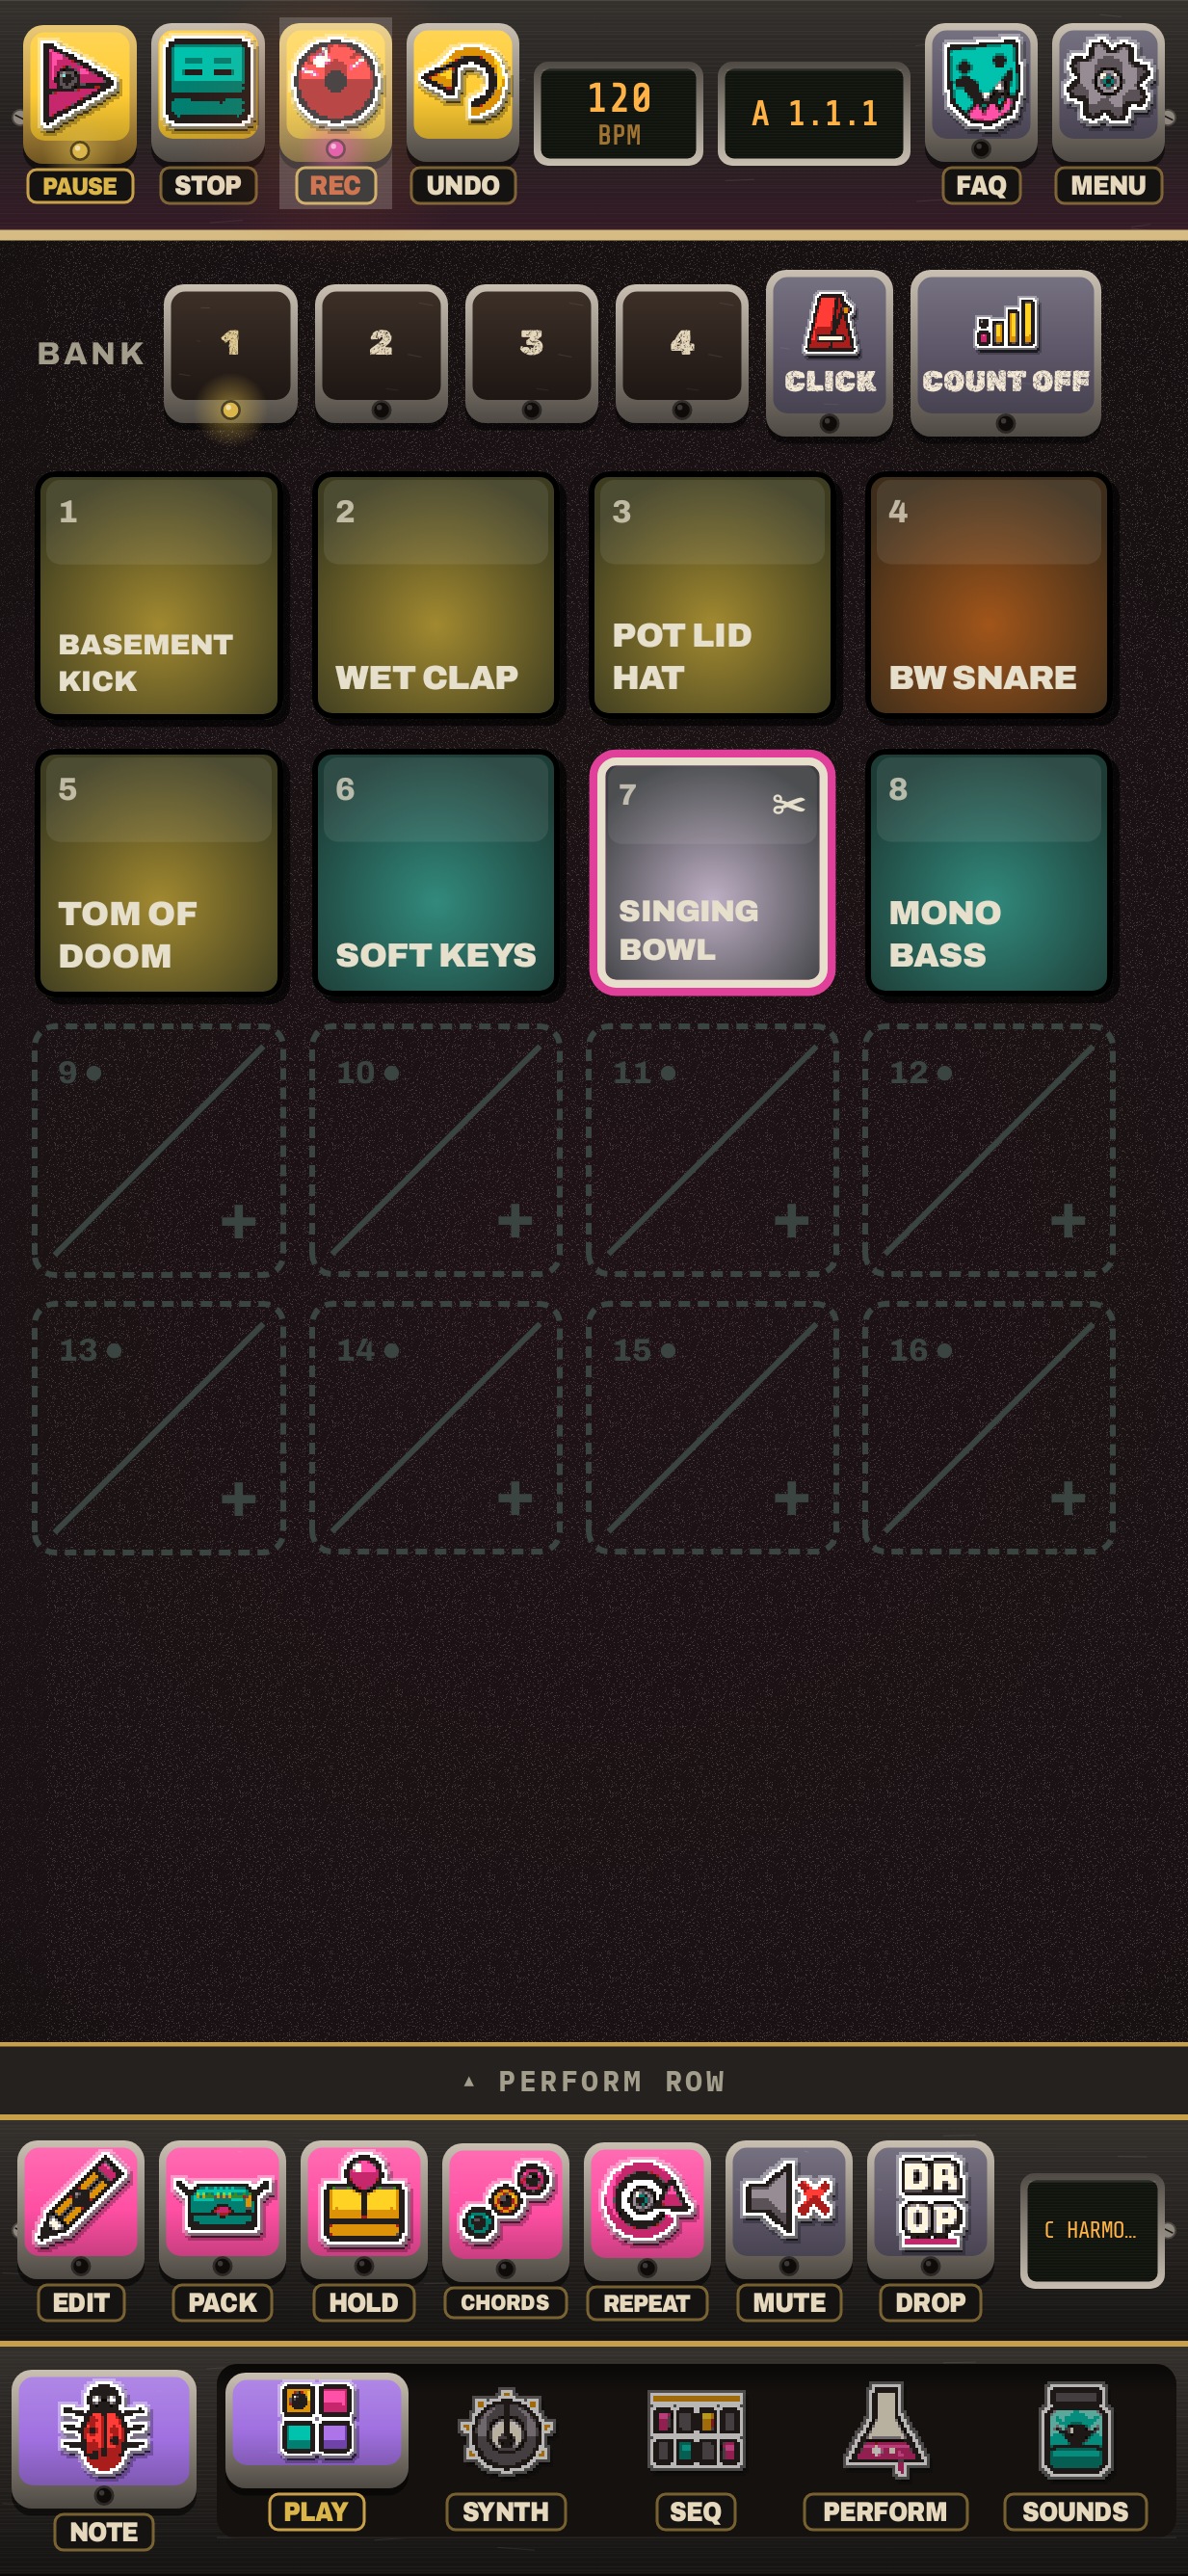 PAUSE STOP REC UNDO 120 BPM A 1.1.1 FAQ MENU
BANK 1 2 3 4 CLICK COUNT OFF
1 2 3 4
BASEMENT KICK
WET CLAP
POT LID HAT
BW SNARE
5 6 7 8
TOM OF DOOM
SOFT KEYS
SINGING BOWL
MONO BASS
9 10 11 12
13 14 15 16
PERFORM ROW
DR
OP
C HARMO...
EDIT PACK HOLD CHORDS REPEAT MUTE DROP
NOTE PLAY SYNTH SEQ PERFORM SOUNDS